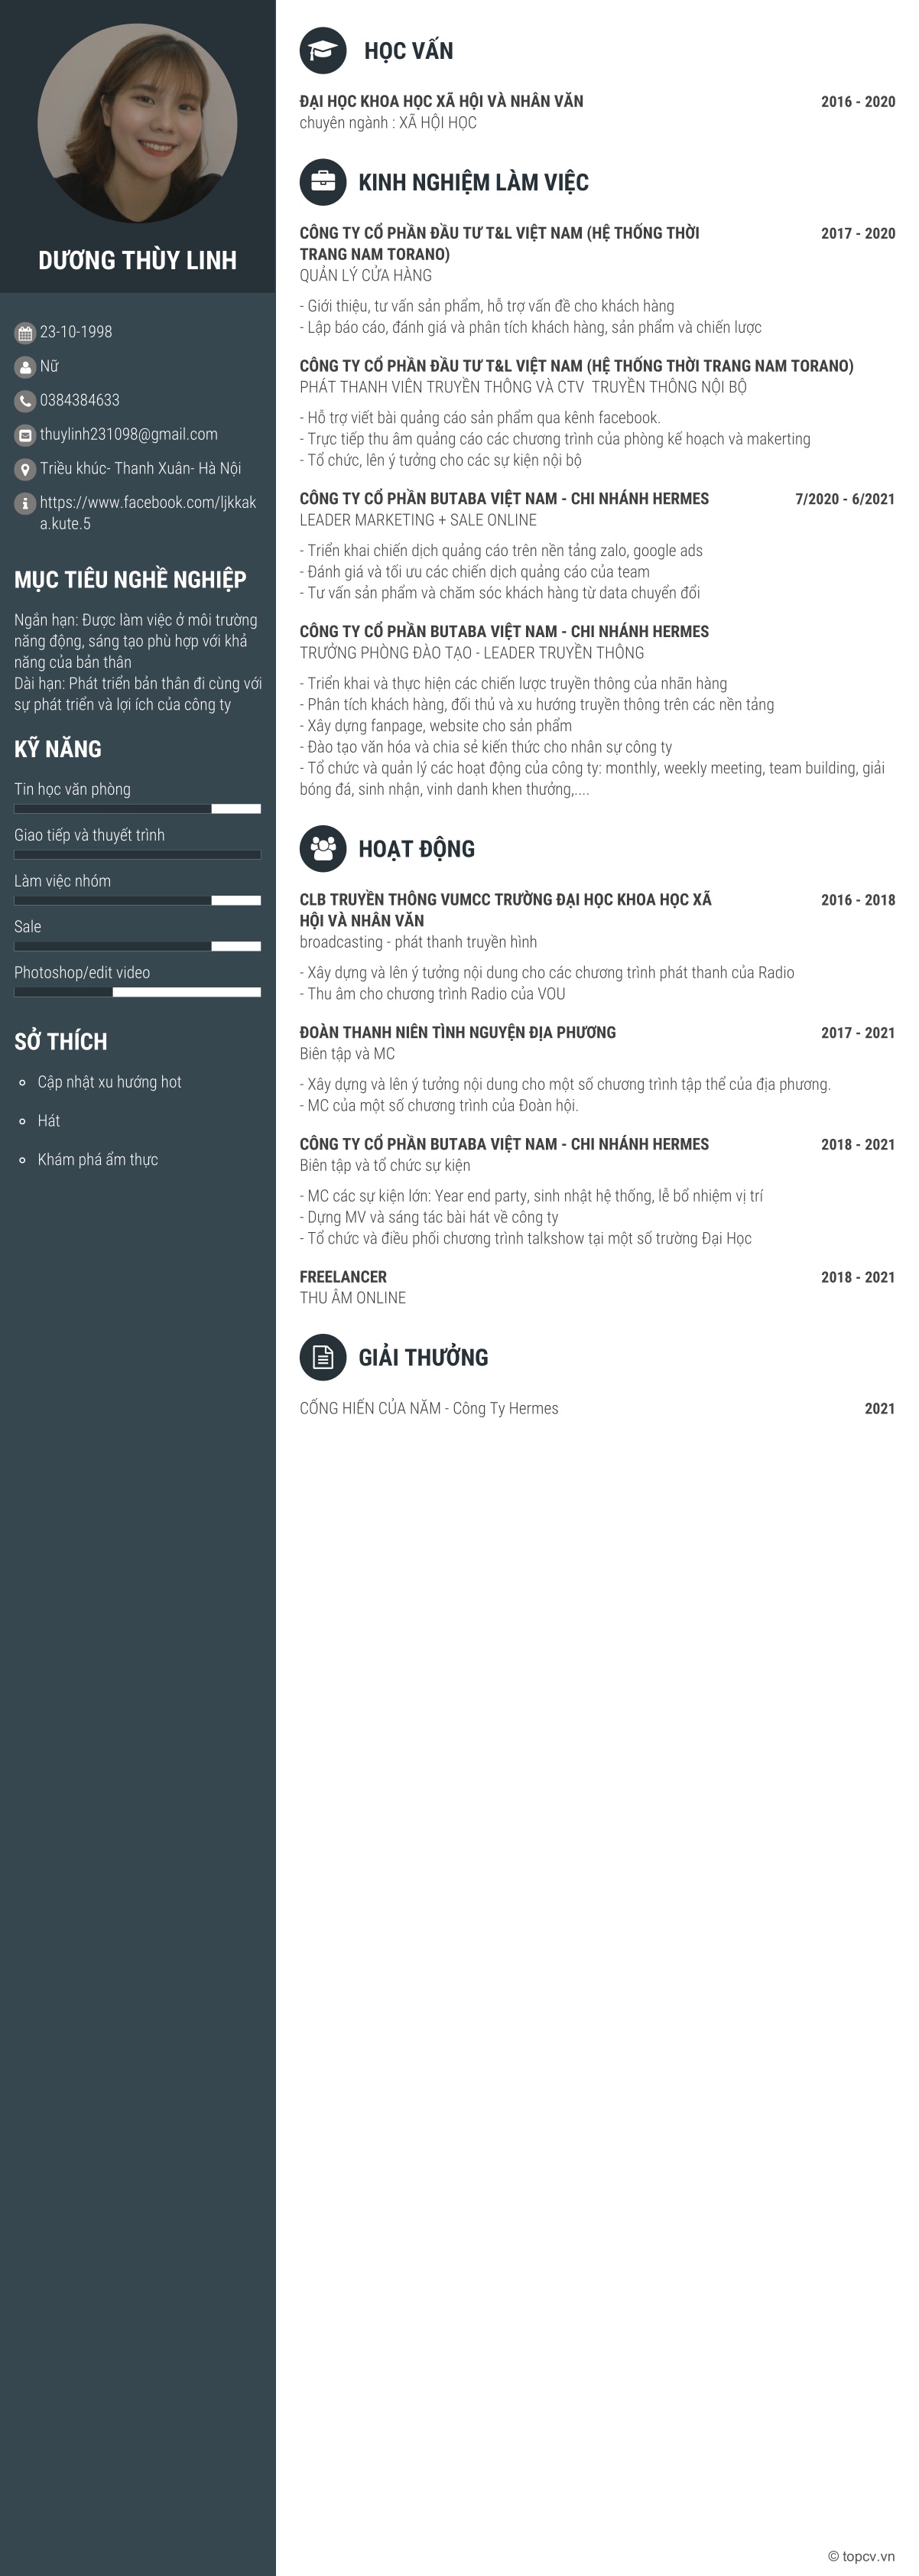 DƯƠNG THÙY LINH
23-10-1998
Nữ
0384384633
thuylinh231098@gmail.com
Triều khúc- Thanh Xuân- Hà Nội
https://www.facebook.com/ljkkak
a.kute.5
MỤC TIÊU NGHỀ NGHIỆP
Ngắn hạn: Được làm việc ở môi trường
năng động, sáng tạo phù hợp với khả
năng của bản thân
Dài hạn: Phát triển bản thân đi cùng với
sự phát triển và lợi ích của công ty
KỸ NĂNG
Tin học văn phòng
Giao tiếp và thuyết trình
Làm việc nhóm
Sale
Photoshop/edit video
SỞ THÍCH
Cập nhật xu hướng hot
Hát
Khám phá ẩm thực
HỌC VẤN
ĐẠI HỌC KHOA HỌC XÃ HỘI VÀ NHÂN VĂN 2016 - 2020
chuyên ngành : XÃ HỘI HỌC
KINH NGHIỆM LÀM VIỆC
CÔNG TY CỔ PHẦN ĐẦU TƯ T&L VIỆT NAM (HỆ THỐNG THỜI 2017 - 2020
TRANG NAM TORANO)
QUẢN LÝ CỬA HÀNG
- Giới thiệu, tư vấn sản phẩm, hỗ trợ vấn đề cho khách hàng
- Lập báo cáo, đánh giá và phân tích khách hàng, sản phẩm và chiến lược
CÔNG TY CỔ PHẦN ĐẦU TƯ T&L VIỆT NAM (HỆ THỐNG THỜI TRANG NAM TORANO)
PHÁT THANH VIÊN TRUYỀN THÔNG VÀ CTV TRUYỀN THÔNG NỘI BỘ
- Hỗ trợ viết bài quảng cáo sản phẩm qua kênh facebook.
- Trực tiếp thu âm quảng cáo các chương trình của phòng kế hoạch và makerting
- Tổ chức, lên ý tưởng cho các sự kiện nội bộ
CÔNG TY CỔ PHẦN BUTABA VIỆT NAM - CHI NHÁNH HERMES 7/2020 - 6/2021
LEADER MARKETING + SALE ONLINE
- Triển khai chiến dịch quảng cáo trên nền tảng zalo, google ads
- Đánh giá và tối ưu các chiến dịch quảng cáo của team
- Tư vấn sản phẩm và chăm sóc khách hàng từ data chuyển đổi
CÔNG TY CỔ PHẦN BUTABA VIỆT NAM - CHI NHÁNH HERMES
TRƯỞNG PHÒNG ĐÀO TẠO - LEADER TRUYỀN THÔNG
- Triển khai và thực hiện các chiến lược truyền thông của nhãn hàng
- Phân tích khách hàng, đối thủ và xu hướng truyền thông trên các nền tảng
- Xây dựng fanpage, website cho sản phẩm
- Đào tạo văn hóa và chia sẻ kiến thức cho nhân sự công ty
- Tổ chức và quản lý các hoạt động của công ty: monthly, weekly meeting, team building, giải
bóng đá, sinh nhật, vinh danh khen thưởng,....
HOẠT ĐỘNG
CLB TRUYỀN THÔNG VUMCC TRƯỜNG ĐẠI HỌC KHOA HỌC XÃ 2016 - 2018
HỘI VÀ NHÂN VĂN
broadcasting - phát thanh truyền hình
- Xây dựng và lên ý tưởng nội dung cho các chương trình phát thanh của Radio
- Thu âm cho chương trình Radio của VOU
ĐOÀN THANH NIÊN TÌNH NGUYỆN ĐỊA PHƯƠNG 2017 - 2021
Biên tập và MC
- Xây dựng và lên ý tưởng nội dung cho một số chương trình tập thể của địa phương.
- MC của một số chương trình của Đoàn hội.
CÔNG TY CỔ PHẦN BUTABA VIỆT NAM - CHI NHÁNH HERMES 2018 - 2021
Biên tập và tổ chức sự kiện
- MC các sự kiện lớn: Year end party, sinh nhật hệ thống, lễ bổ nhiệm vị trí
- Dựng MV và sáng tác bài hát về công ty
- Tổ chức và điều phối chương trình talkshow tại một số trường Đại Học
FREELANCER 2018 - 2021
THU ÂM ONLINE
GIẢI THƯỞNG
CỐNG HIẾN CỦA NĂM - Công Ty Hermes 2021
© topcv.vn